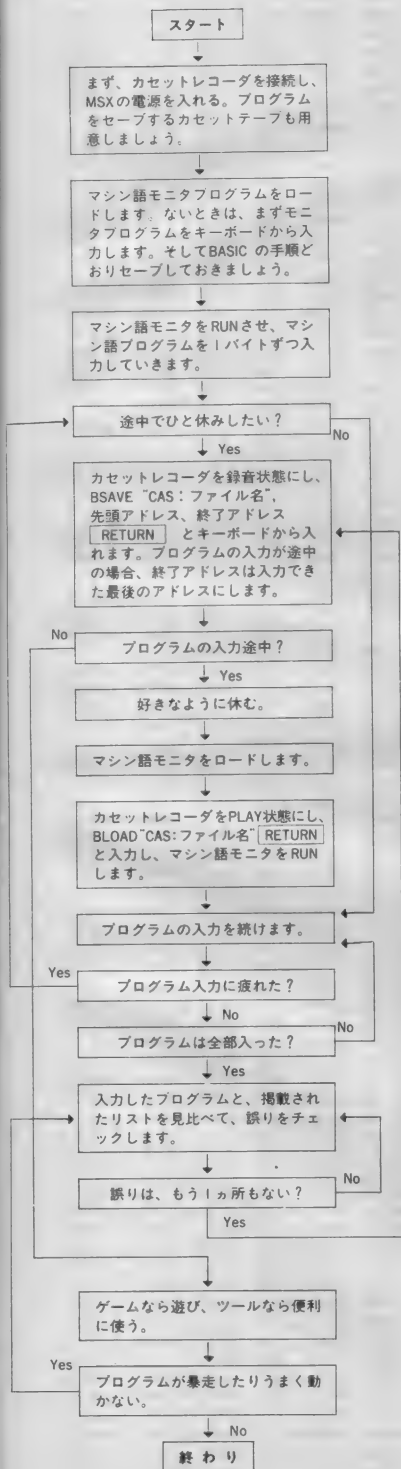 スタート
まず、カセットレコーダを接続し、
MSXの電源を入れる。プログラム
をセーブするカセットテープも用
意しましょう。
マシン語モニタプログラムをロー
ドします。ないときは、まずモニ
タプログラムをキーボードから入
力します。そしてBASICの手順ど
おりセーブしておきましょう。
マシン語モニタをRUNさせ、マシ
ン語プログラムを1バイトずつ入
力していきます。
途中でひと休みしたい?
No
Yes
カセットレコーダを録音状態にし、
BSAVE "CAS:ファイル名",
先頭アドレス、終了アドレス
RETURN とキーボードから入
れます。プログラムの入力が途中
の場合、終了アドレスは入力でき
た最後のアドレスにします。
No
プログラムの入力途中?
Yes
好きなように休む。
マシン語モニタをロードします。
カセットレコーダをPLAY状態にし、
BLOAD"CAS:ファイル名" RETURN
と入力し、マシン語モニタをRUN
します。
プログラムの入力を続けます。
Yes
プログラム入力に疲れた?
No
プログラムは全部入った?
No
Yes
入力したプログラムと、掲載され
たリストを見比べて、誤りをチェ
ックします。
誤りは、もう1ヵ所もない?
No
Yes
ゲームなら遊び、ツールなら便利
に使う。
Yes
プログラムが暴走したりうまく動
かない。
No
終わり